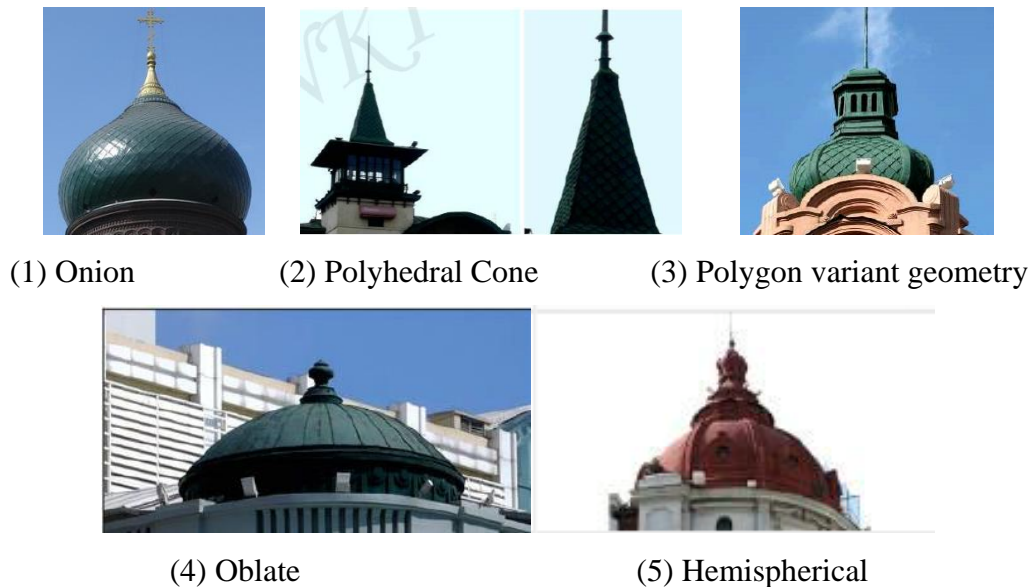 (1) Onion (2) Polyhedral Cone (3) Polygon variant geometry
(4) Oblate (5) Hemispherical